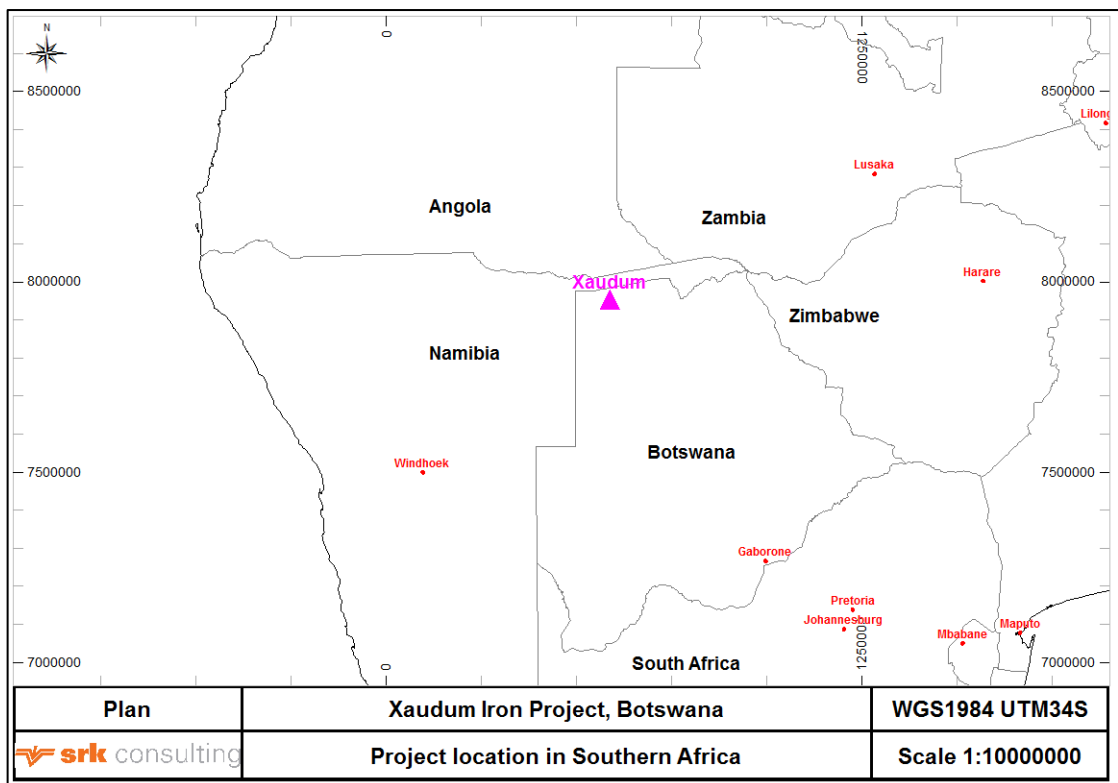 N
0
1250000
8500000
8500000
Lilong
Lusaka
Angola
Zambia
8000000
Xaudum
Harare
8000000
Zimbabwe
Namibia
Botswana
Windhoek
7500000
7500000
Gaborone
Pretoria
Johannesburg
Mbabane
Maputo
7000000
0
South Africa
1250000
7000000
Plan
Xaudum Iron Project, Botswana
WGS1984 UTM34S
srk consulting
Project location in Southern Africa
Scale 1:10000000